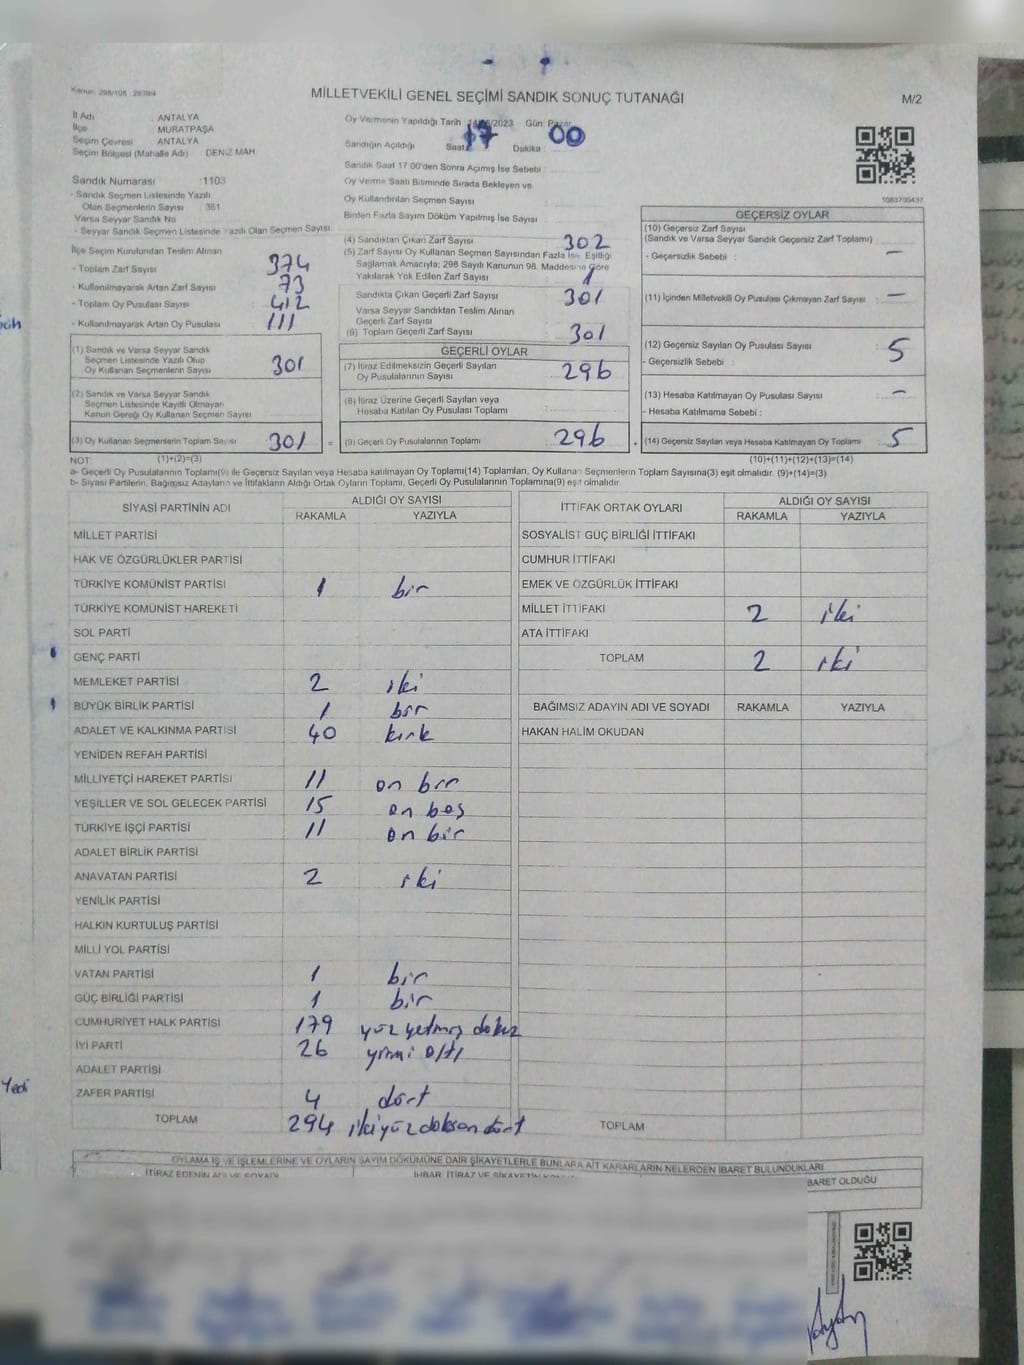 Kanun: 298/105 : 2839/4
MİLLETVEKİLİ GENEL SEÇİMİ SANDIK SONUÇ TUTANAĞI
M/2
İl Adı : ANTALYA
İlçe : MURATPAŞA
Seçim Çevresi : ANTALYA
Seçim Bölgesi (Mahalle Adı) : DENİZ MAH
Sandık Numarası :1103
- Sandık Seçmen Listesinde Yazılı
Olan Seçmenlerin Sayısı 361
Varsa Seyyar Sandık No
- Seyyar Sandık Seçmen Listesinde Yazılı Olan Seçmen Sayısı:
İlçe Seçim Kurulundan Teslim Alınan
- Toplam Zarf Sayısı 374
- Kullanılmayarak Artan Zarf Sayısı 73
- Toplam Oy Pusulası Sayısı 412
- Kullanılmayarak Artan Oy Pusulası 111
(1) Sandık ve Varsa Seyyar Sandık
Seçmen Listesinde Yazılı Olup
Oy Kullanan Seçmenlerin Sayısı 301
(2) Sandık ve Varsa Seyyar Sandık
Seçmen Listesinde Kayıtlı Olmayan
Kanun Gereği Oy Kullanan Seçmen Sayısı
(3) Oy Kullanan Seçmenlerin Toplam Sayısı 301 =
Oy Vermenin Yapıldığı Tarih : /2023 Gün: Pazar
Sandığın Açıldığı Saat: 17 Dakika : 00
Sandık Saat 17:00'den Sonra Açımış İse Sebebi :
Oy Verme Saati Bitiminde Sırada Bekleyen ve
Oy Kullandırılan Seçmen Sayısı :
Birden Fazla Sayım Döküm Yapılmış İse Sayısı :
(4) Sandıktan Çıkan Zarf Sayısı 302
(5) Zarf Sayısı Oy Kullanan Seçmen Sayısından Fazla İse Eşitliği
Sağlamak Amacıyla; 298 Sayılı Kanunun 98. Maddesine Göre
Yakılarak Yok Edilen Zarf Sayısı 1
Sandıkta Çıkan Geçerli Zarf Sayısı 301
Varsa Seyyar Sandıktan Teslim Alınan
Geçerli Zarf Sayısı
(6) Toplam Geçerli Zarf Sayısı 301
GEÇERLİ OYLAR
(7) İtiraz Edilmeksizin Geçerli Sayılan
Oy Pusulalarının Sayısı 296
(8) İtiraz Üzerine Geçerli Sayılan veya
Hesaba Katılan Oy Pusulası Toplamı
(9) Geçerli Oy Pusulalarının Toplamı 296 +
1083700437
GEÇERSİZ OYLAR
(10) Geçersiz Zarf Sayısı
(Sandık ve Varsa Seyyar Sandık Geçersiz Zarf Toplamı) :
- Geçersizlik Sebebi : —
(11) İçinden Milletvekili Oy Pusulası Çıkmayan Zarf Sayısı : —
(12) Geçersiz Sayılan Oy Pusulası Sayısı : 5
- Geçersizlik Sebebi :
(13) Hesaba Katılmayan Oy Pusulası Sayısı : —
- Hesaba Katılmama Sebebi :
(14) Geçersiz Sayılan veya Hesaba Katılmayan Oy Toplamı : 5
NOT: (1)+(2)=(3) (10)+(11)+(12)+(13)=(14)
a- Geçerli Oy Pusulalarının Toplamı(9) ile Geçersiz Sayılan veya Hesaba katılmayan Oy Toplamı(14) Toplamları, Oy Kullanan Seçmenlerin Toplam Sayısına(3) eşit olmalıdır. (9)+(14)=(3)
b- Siyasi Partilerin, Bağımsız Adayların ve İttifakların Aldığı Ortak Oyların Toplamı, Geçerli Oy Pusulalarının Toplamına(9) eşit olmalıdır.
SİYASİ PARTİNİN ADI ALDIĞI OY SAYISI
RAKAMLA YAZIYLA
MİLLET PARTİSİ
HAK VE ÖZGÜRLÜKLER PARTİSİ
TÜRKİYE KOMÜNİST PARTİSİ 1 bir
TÜRKİYE KOMÜNİST HAREKETİ
SOL PARTİ
GENÇ PARTİ
MEMLEKET PARTİSİ 2 iki
BÜYÜK BİRLİK PARTİSİ 1 bir
ADALET VE KALKINMA PARTİSİ 40 kırk
YENİDEN REFAH PARTİSİ
MİLLİYETÇİ HAREKET PARTİSİ 11 on bir
YEŞİLLER VE SOL GELECEK PARTİSİ 15 on beş
TÜRKİYE İŞÇİ PARTİSİ 11 on bir
ADALET BİRLİK PARTİSİ
ANAVATAN PARTİSİ 2 iki
YENİLİK PARTİSİ
HALKIN KURTULUŞ PARTİSİ
MİLLİ YOL PARTİSİ
VATAN PARTİSİ 1 bir
GÜÇ BİRLİĞİ PARTİSİ 1 bir
CUMHURİYET HALK PARTİSİ 179 yüz yetmiş dokuz
İYİ PARTİ 26 yirmi altı
ADALET PARTİSİ
ZAFER PARTİSİ 4 dört
TOPLAM 294 ikiyüz doksan dört
İTTİFAK ORTAK OYLARI ALDIĞI OY SAYISI
RAKAMLA YAZIYLA
SOSYALİST GÜÇ BİRLİĞİ İTTİFAKI
CUMHUR İTTİFAKI
EMEK VE ÖZGÜRLÜK İTTİFAKI
MİLLET İTTİFAKI 2 iki
ATA İTTİFAKI
TOPLAM 2 iki
BAĞIMSIZ ADAYIN ADI VE SOYADI RAKAMLA YAZIYLA
HAKAN HALİM OKUDAN
TOPLAM
OYLAMA İŞ VE İŞLEMLERİNE VE OYLARIN SAYIM DÖKÜMÜNE DAİR ŞİKAYETLERLE BUNLARA AİT KARARLARIN NELERDEN İBARET BULUNDUKLARI
İTİRAZ EDENİN ADI VE SOYADI
BARET OLDUĞU
Yedi